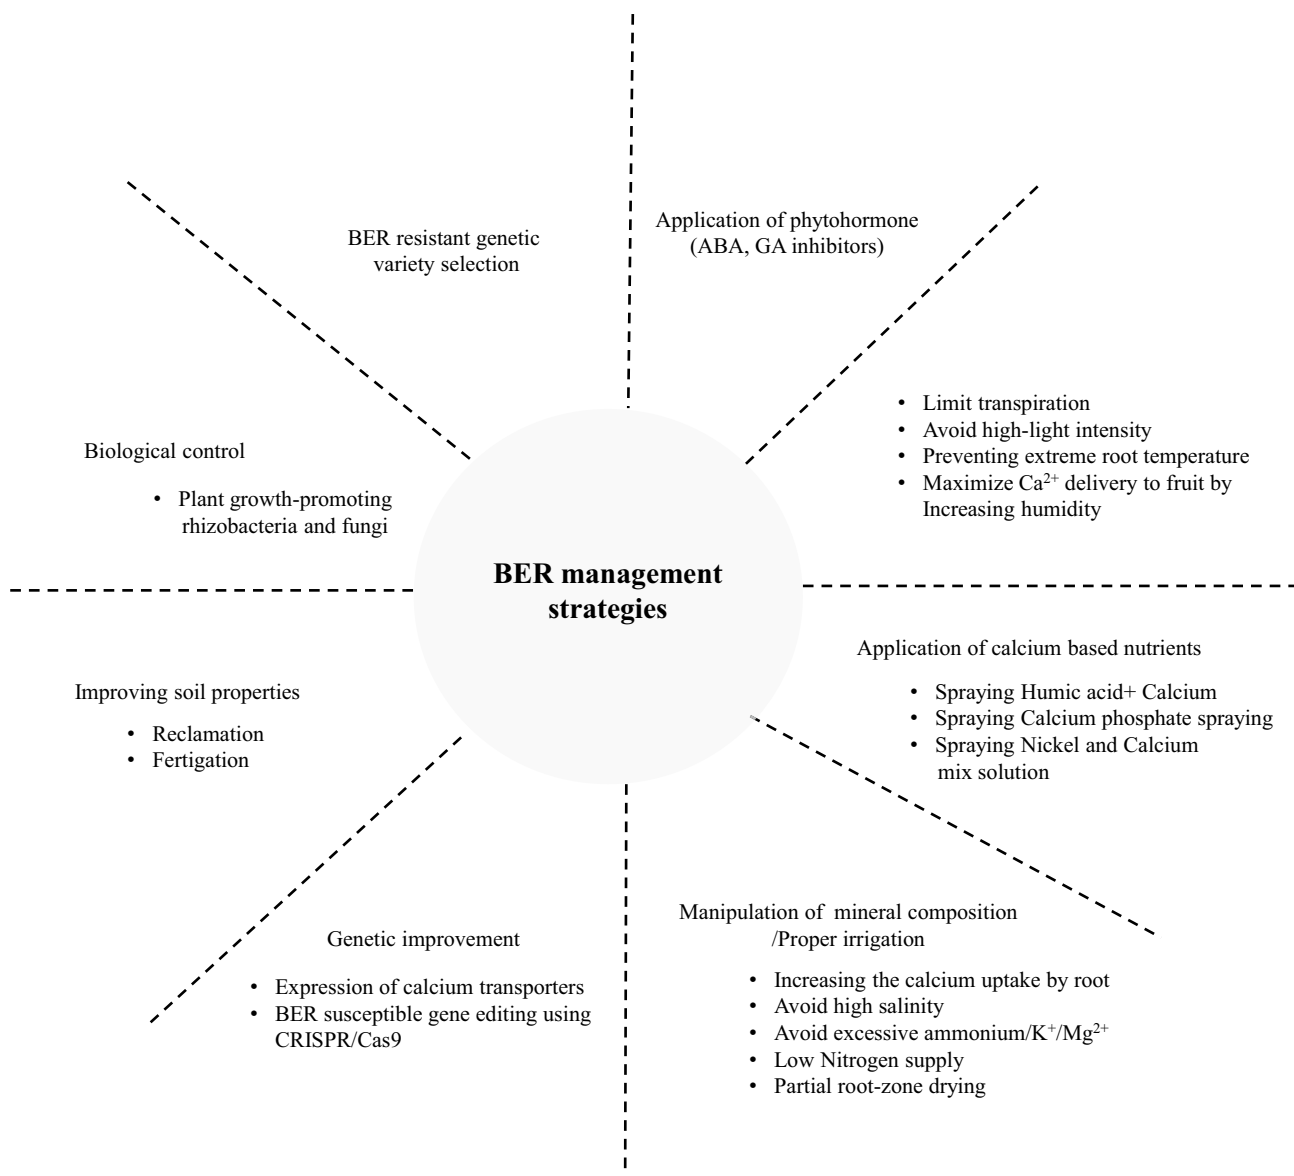 BER resistant genetic
variety selection
Application of phytohormone
(ABA, GA inhibitors)
• Limit transpiration
• Avoid high-light intensity
• Preventing extreme root temperature
• Maximize Ca²⁺ delivery to fruit by
Increasing humidity
Biological control
• Plant growth-promoting
rhizobacteria and fungi
BER management
strategies
Application of calcium based nutrients
• Spraying Humic acid+ Calcium
• Spraying Calcium phosphate spraying
• Spraying Nickel and Calcium
mix solution
Improving soil properties
• Reclamation
• Fertigation
Manipulation of mineral composition
/Proper irrigation
• Increasing the calcium uptake by root
• Avoid high salinity
• Avoid excessive ammonium/K⁺/Mg²⁺
• Low Nitrogen supply
• Partial root-zone drying
Genetic improvement
• Expression of calcium transporters
• BER susceptible gene editing using
CRISPR/Cas9